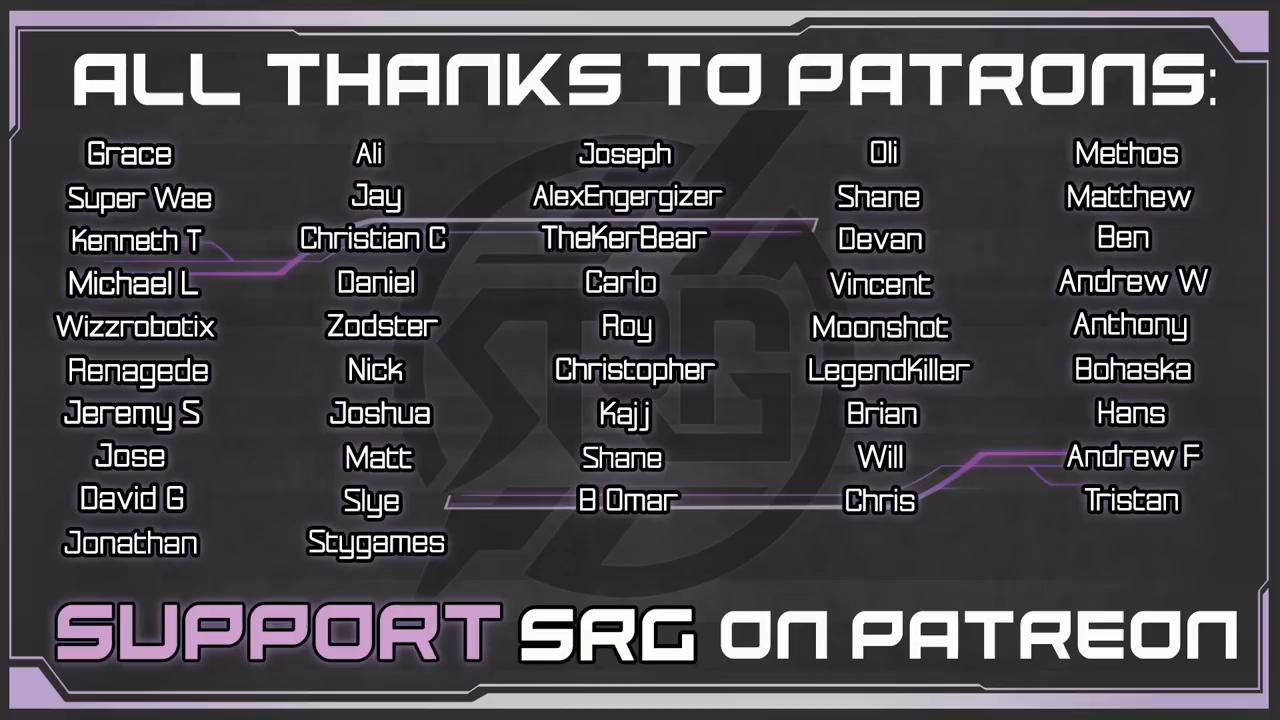 ALL THANKS TO PATRONS:
Grace Ali Joseph Oli Methos
Super Wae Jay AlexEngergizer Shane Matthew
Kenneth T Christian C TheKerBear Devan Ben
Michael L Daniel Carlo Vincent Andrew W
Wizzrobotix Zodster Roy Moonshot Anthony
Renagede Nick Christopher LegendKiller Bohaska
Jeremy S Joshua Kajj Brian Hans
Jose Matt Shane Will Andrew F
David G Slye B Omar Chris Tristan
Jonathan Stygames
SUPPORT SRG ON PATREON
SRG